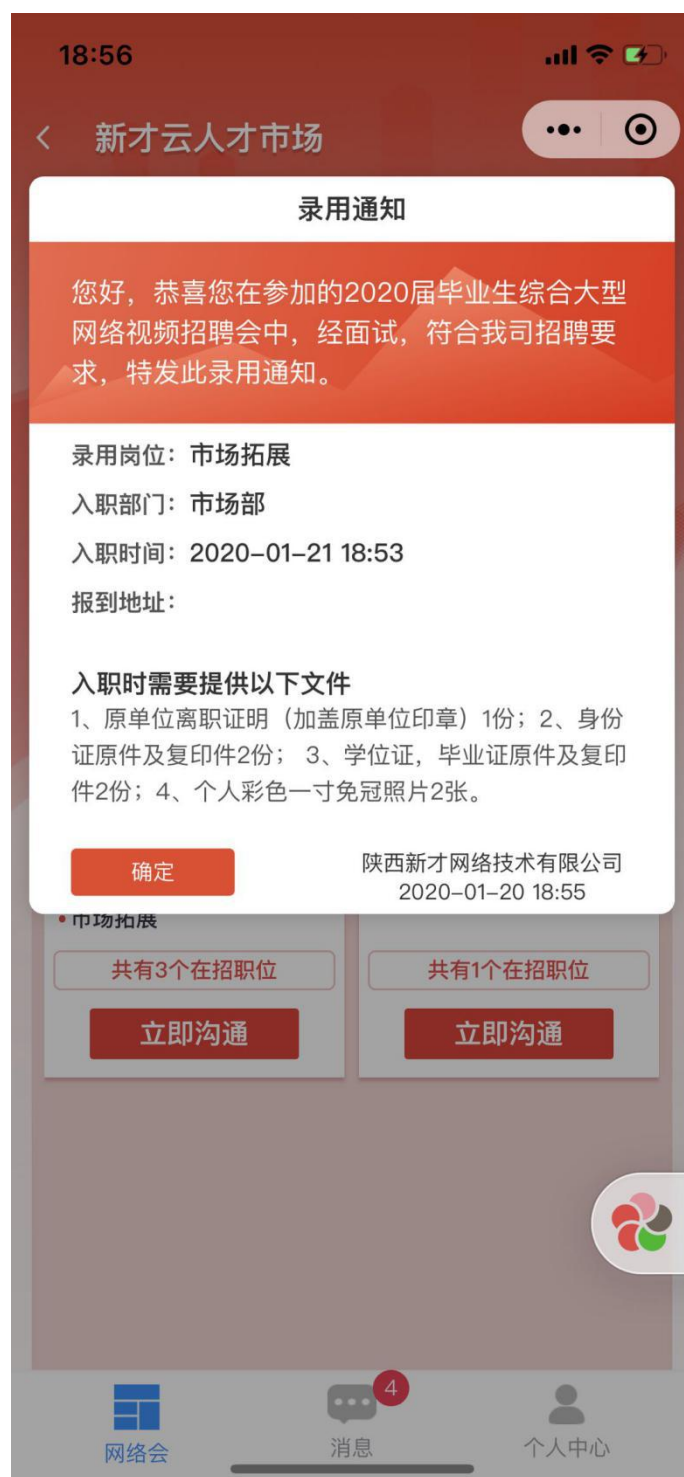 18:56
新才云人才市场
录用通知
您好，恭喜您在参加的2020届毕业生综合大型
网络视频招聘会中，经面试，符合我司招聘要
求，特发此录用通知。
录用岗位：市场拓展
入职部门：市场部
入职时间：2020-01-21 18:53
报到地址：
入职时需要提供以下文件
1、原单位离职证明（加盖原单位印章）1份；2、身份
证原件及复印件2份； 3、学位证，毕业证原件及复印
件2份；4、个人彩色一寸免冠照片2张。
确定
陕西新才网络技术有限公司
2020-01-20 18:55
市场拓展
共有3个在招职位
共有1个在招职位
立即沟通
立即沟通
4
网络会
消息
个人中心